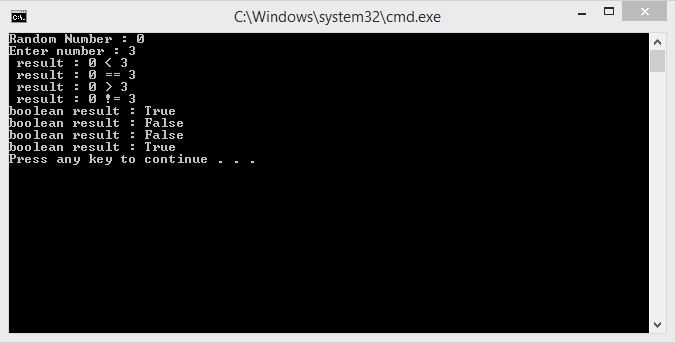 C:\Windows\system32\cmd.exe
Random Number : 0
Enter number : 3
 result : 0 < 3
 result : 0 == 3
 result : 0 > 3
 result : 0 != 3
boolean result : True
boolean result : False
boolean result : False
boolean result : True
Press any key to continue . . .